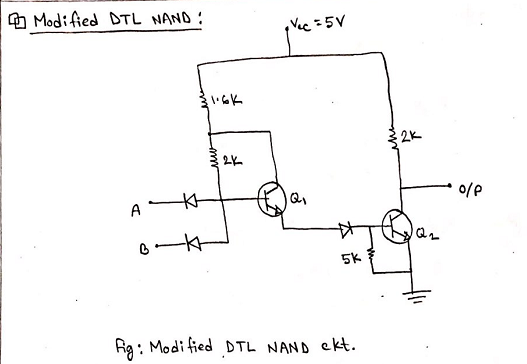 Modified DTL NAND :
Vcc = 5V
1.6K
2K
2K
A
Q1
O/P
B
Q2
5K
Fig : Modified DTL NAND ckt.